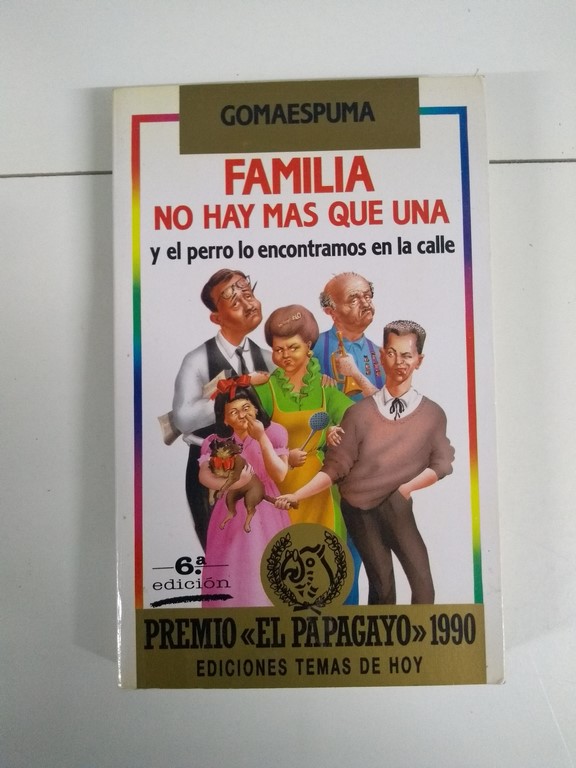 GOMAESPUMA
FAMILIA
NO HAY MAS QUE UNA
y el perro lo encontramos en la calle
6.ª
edición
PREMIO «EL PAPAGAYO» 1990
EDICIONES TEMAS DE HOY